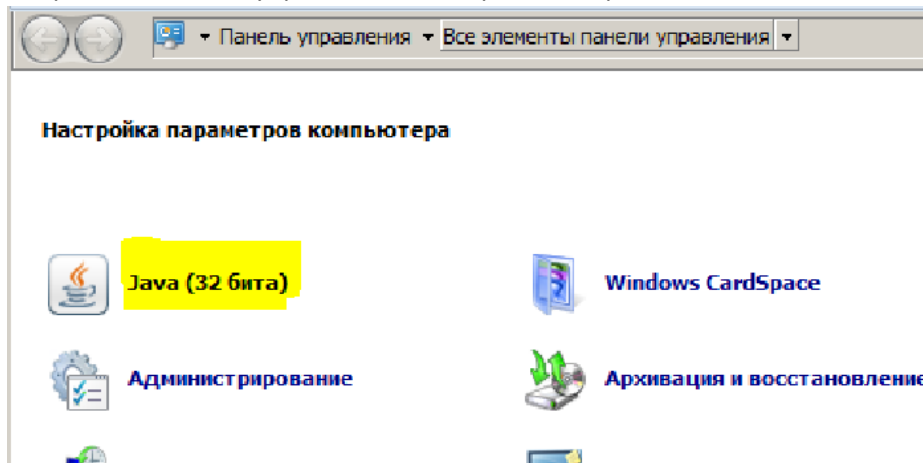 Панель управления Все элементы панели управления
Настройка параметров компьютера
Java (32 бита)
Windows CardSpace
Администрирование
Архивация и восстановление